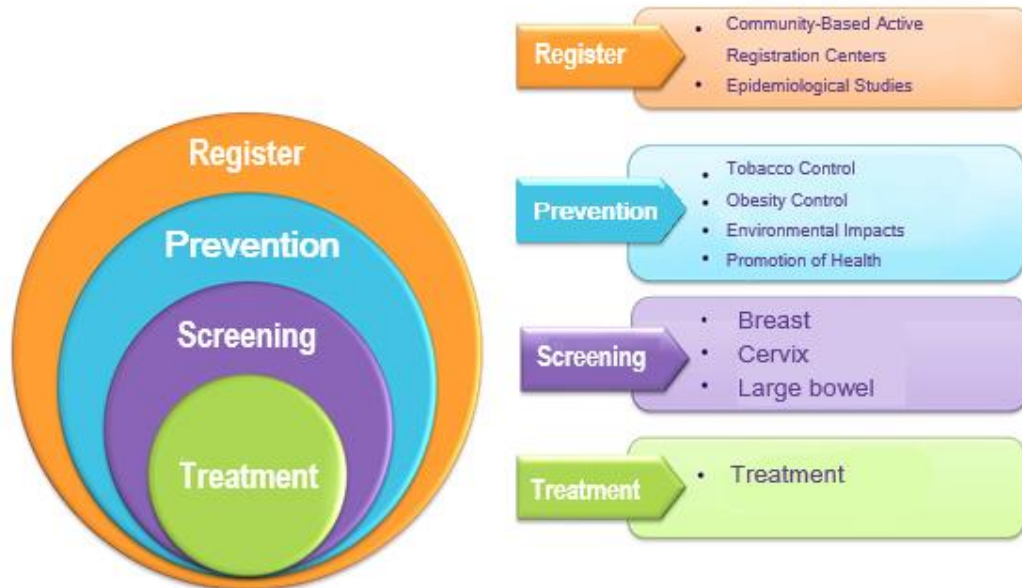 Register
Prevention
Screening
Treatment
Register
• Community-Based Active
Registration Centers
• Epidemiological Studies
Prevention
• Tobacco Control
• Obesity Control
• Environmental Impacts
• Promotion of Health
Screening
• Breast
• Cervix
• Large bowel
Treatment
• Treatment